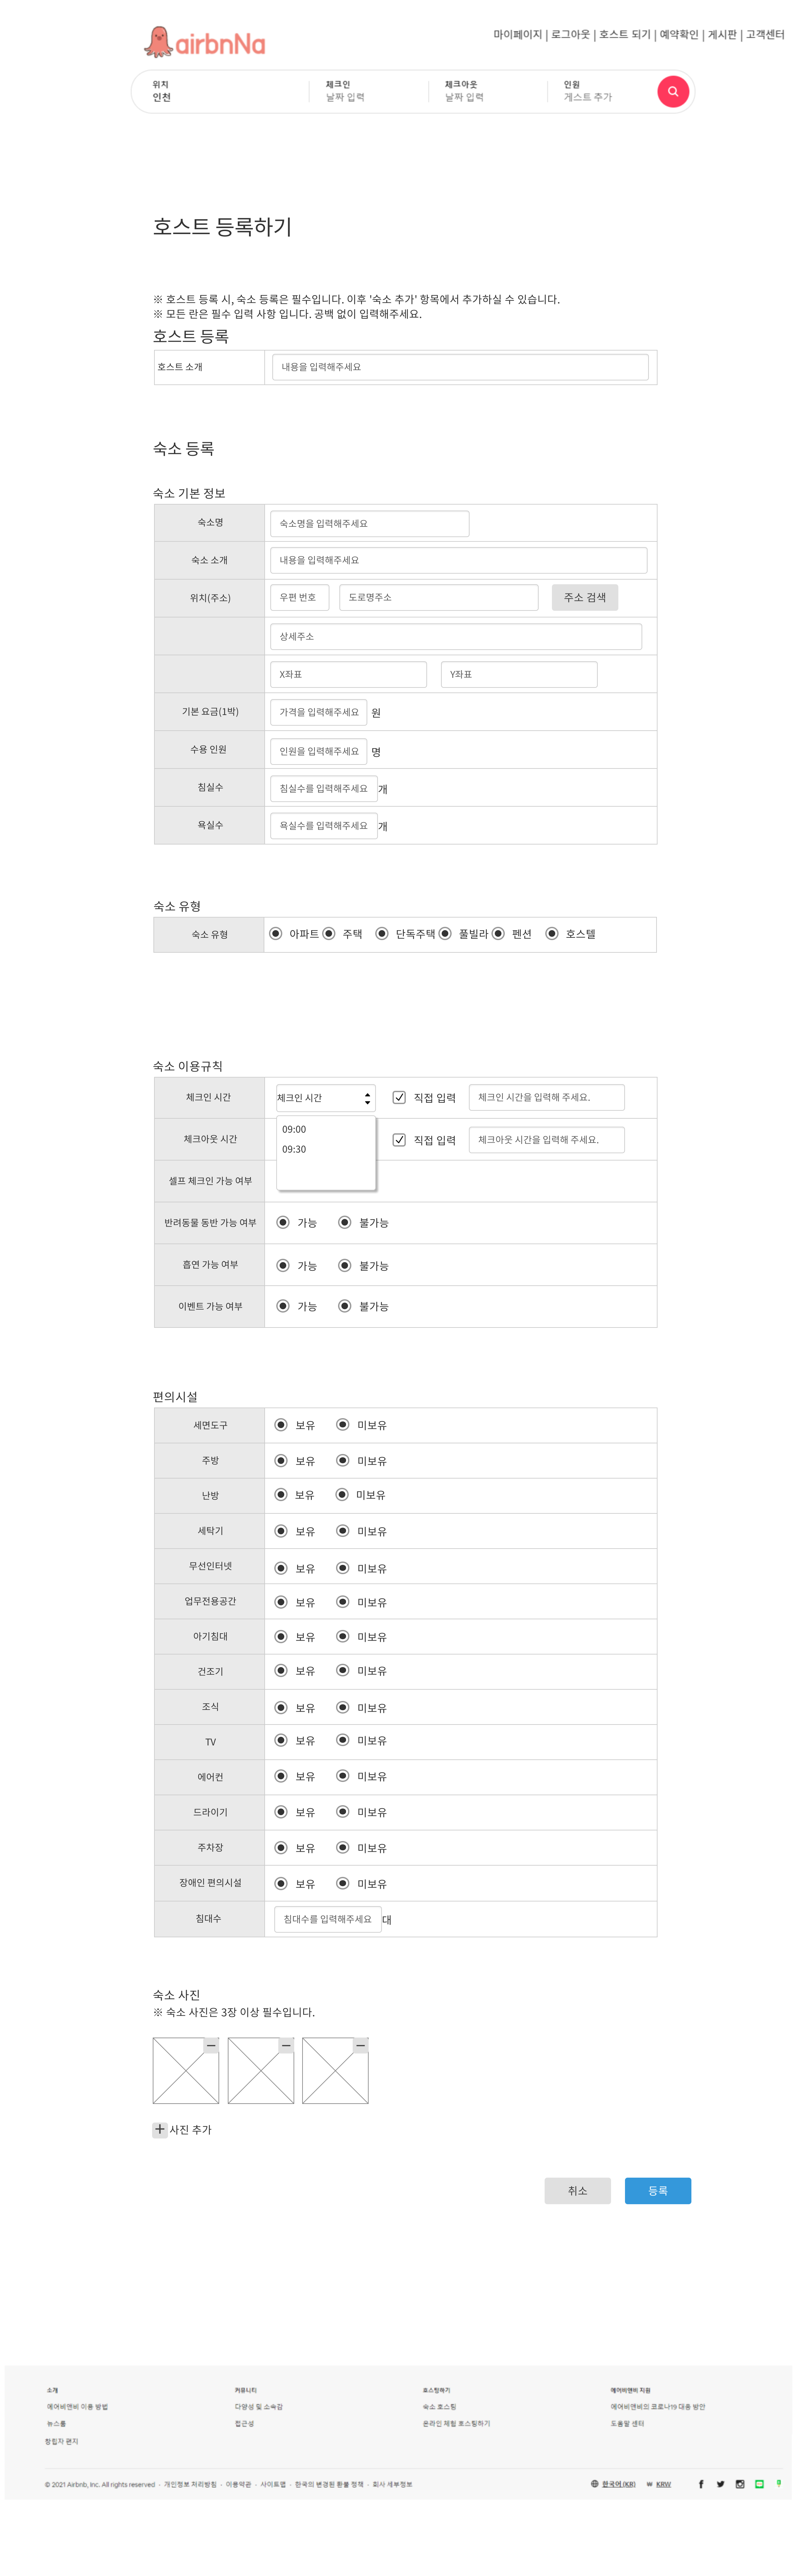 airbnNa
마이페이지 | 로그아웃 | 호스트 되기 | 예약확인 | 게시판 | 고객센터
위치 체크인 체크아웃 인원
인천 날짜 입력 날짜 입력 게스트 추가
호스트 등록하기
※ 호스트 등록 시, 숙소 등록은 필수입니다. 이후 '숙소 추가' 항목에서 추가하실 수 있습니다.
※ 모든 란은 필수 입력 사항 입니다. 공백 없이 입력해주세요.
호스트 등록
호스트 소개 내용을 입력해주세요
숙소 등록
숙소 기본 정보
숙소명 숙소명을 입력해주세요
숙소 소개 내용을 입력해주세요
위치(주소) 우편 번호 도로명주소 주소 검색
상세주소
X좌표 Y좌표
기본 요금(1박) 가격을 입력해주세요 원
수용 인원 인원을 입력해주세요 명
침실수 침실수를 입력해주세요 개
욕실수 욕실수를 입력해주세요 개
숙소 유형
숙소 유형 아파트 주택 단독주택 풀빌라 펜션 호스텔
숙소 이용규칙
체크인 시간 체크인 시간 직접 입력 체크인 시간을 입력해 주세요.
09:00
체크아웃 시간 직접 입력 체크아웃 시간을 입력해 주세요.
09:30
셀프 체크인 가능 여부
반려동물 동반 가능 여부 가능 불가능
흡연 가능 여부 가능 불가능
이벤트 가능 여부 가능 불가능
편의시설
세면도구 보유 미보유
주방 보유 미보유
난방 보유 미보유
세탁기 보유 미보유
무선인터넷 보유 미보유
업무전용공간 보유 미보유
아기침대 보유 미보유
건조기 보유 미보유
조식 보유 미보유
TV 보유 미보유
에어컨 보유 미보유
드라이기 보유 미보유
주차장 보유 미보유
장애인 편의시설 보유 미보유
침대수 침대수를 입력해주세요 대
숙소 사진
※ 숙소 사진은 3장 이상 필수입니다.
사진 추가
취소 등록
소개 커뮤니티 호스팅하기 에어비앤비 지원
에어비앤비 이용 방법 다양성 및 소속감 숙소 호스팅 에어비앤비의 코로나19 대응 방안
뉴스룸 접근성 온라인 체험 호스팅하기 도움말 센터
창립자 편지
© 2021 Airbnb, Inc. All rights reserved · 개인정보 처리방침 · 이용약관 · 사이트맵 · 한국의 변경된 환불 정책 · 회사 세부정보 한국어 (KR) ₩ KRW